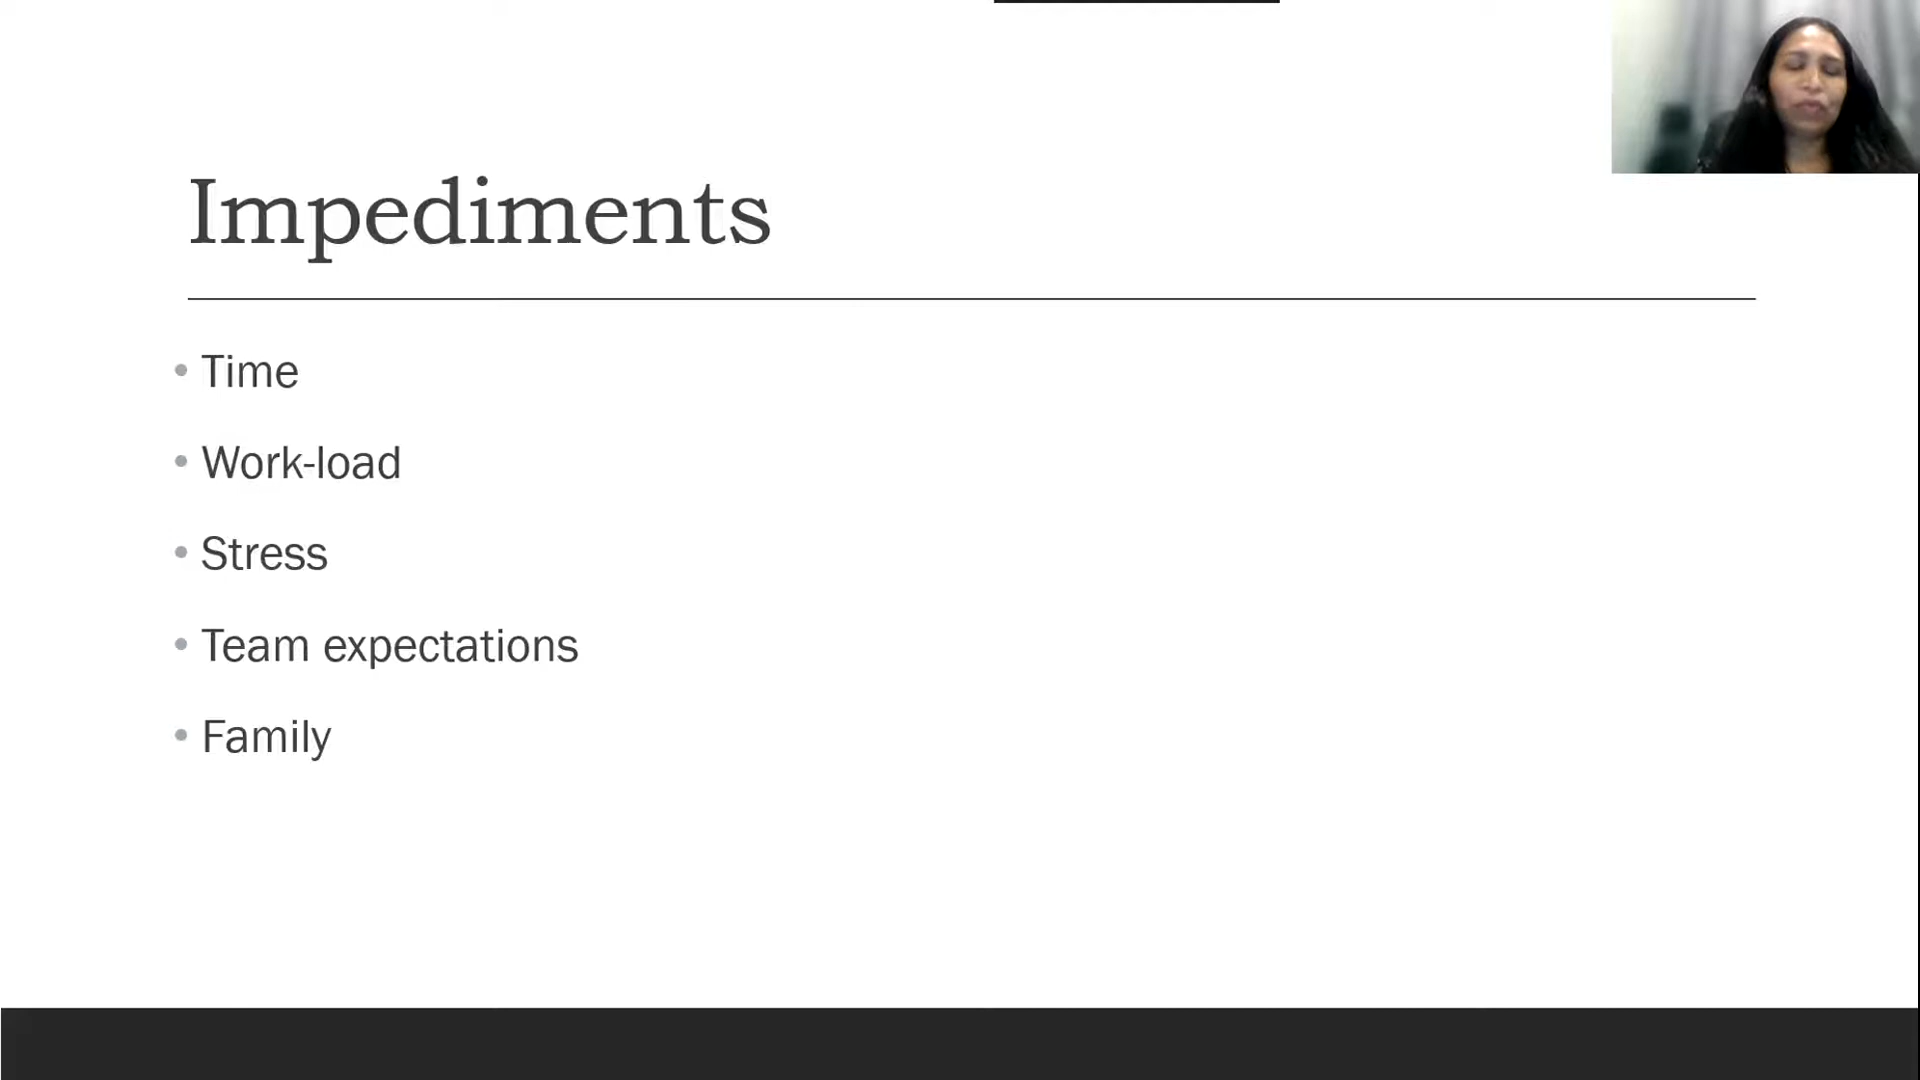 Impediments
• Time
• Work-load
• Stress
• Team expectations
• Family